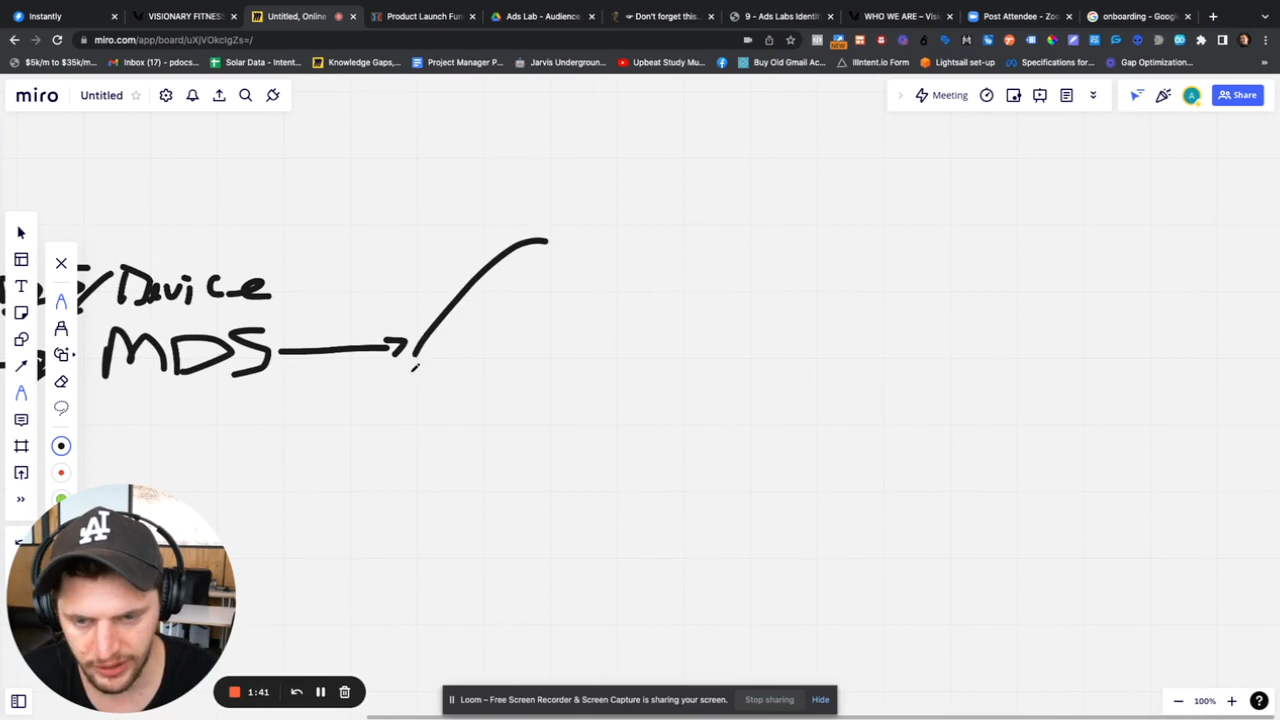 Instantly
VISIONARY FITNESS
Untitled, Online
Product Launch Fun
Ads Lab - Audience
Don't forget this.
9 - Ads Labs Identi
WHO WE ARE – Visi
Post Attendee - Zoo
onboarding - Googl
miro.com/app/board/uXjVOkcIgZs=/
NEW
$5k/m to $35k/m...
Inbox (17) - pdocs...
Solar Data - Intent...
Knowledge Gaps,...
Project Manager P...
Jarvis Underground...
Upbeat Study Mu...
Buy Old Gmail Ac...
IllIntent.io Form
Lightsail set-up
Specifications for...
Gap Optimization...
miro
Untitled
Meeting
A
Share
/Device
MDS
1:41
Loom – Free Screen Recorder & Screen Capture is sharing your screen.
Stop sharing
Hide
100%